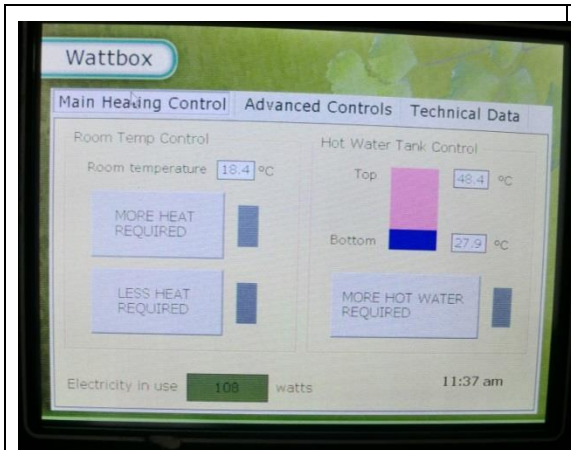 Wattbox
Main Heating Control Advanced Controls Technical Data
Room Temp Control
Room temperature 18.4 °C
MORE HEAT
REQUIRED
LESS HEAT
REQUIRED
Hot Water Tank Control
Top 48.4 °C
Bottom 27.9 °C
MORE HOT WATER
REQUIRED
Electricity in use 108 watts
11:37 am